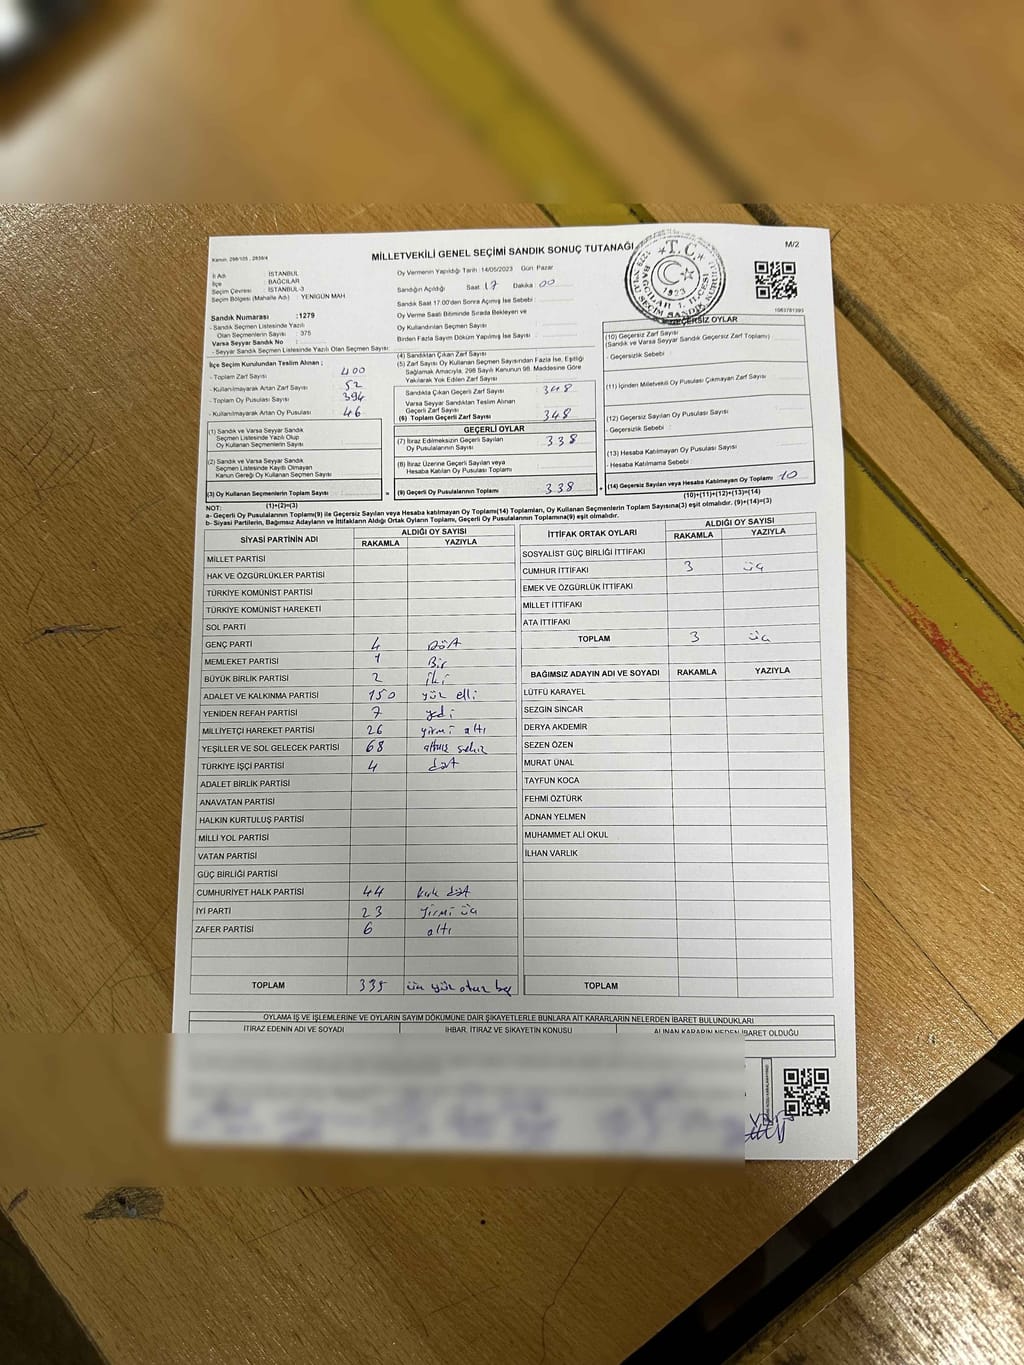 Kanun, 298/105 , 2839/4
MİLLETVEKİLİ GENEL SEÇİMİ SANDIK SONUÇ TUTANAĞI
M/2
İl Adı : İSTANBUL
İlçe : BAĞCILAR
Seçim Çevresi : İSTANBUL-3
Seçim Bölgesi (Mahalle Adı) : YENİGÜN MAH.
Sandık Numarası : 1279
- Sandık Seçmen Listesinde Yazılı
Olan Seçmenlerin Sayısı : 375
Varsa Seyyar Sandık No :
- Seyyar Sandık Seçmen Listesinde Yazılı Olan Seçmen Sayısı:
Oy Vermenin Yapıldığı Tarih :14/05/2023 Gün: Pazar
Sandığın Açıldığı : Saat 17 Dakika 00
Sandık Saat 17.00'den Sonra Açılmış İse Sebebi :
Oy Verme Saati Bitiminde Sırada Bekleyen ve
Oy Kullandırılan Seçmen Sayısı :
Birden Fazla Sayım Döküm Yapılmış İse Sayısı :
T.C.
1923
1063781393
İlçe Seçim Kurulundan Teslim Alınan ;
- Toplam Zarf Sayısı : 400
- Kullanılmayarak Artan Zarf Sayısı : 52
- Toplam Oy Pusulası Sayısı : 394
- Kullanılmayarak Artan Oy Pusulası : 46
(1) Sandık ve Varsa Seyyar Sandık
Seçmen Listesinde Yazılı Olup
Oy Kullanan Seçmenlerin Sayısı :
(2) Sandık ve Varsa Seyyar Sandık
Seçmen Listesinde Kayıtlı Olmayan
Kanun Gereği Oy Kullanan Seçmen Sayısı :
(3) Oy Kullanan Seçmenlerin Toplam Sayısı :
(1)+(2)=(3)
(4) Sandıktan Çıkan Zarf Sayısı :
(5) Zarf Sayısı Oy Kullanan Seçmen Sayısından Fazla İse, Eşitliği
Sağlamak Amacıyla, 298 Sayılı Kanunun 98. Maddesine Göre
Yakılarak Yok Edilen Zarf Sayısı :
Sandıkta Çıkan Geçerli Zarf Sayısı : 348
Varsa Seyyar Sandıktan Teslim Alınan
Geçerli Zarf Sayısı :
(6) Toplam Geçerli Zarf Sayısı : 348
GEÇERLİ OYLAR
(7) İtiraz Edilmeksizin Geçerli Sayılan
Oy Pusulalarının Sayısı : 338
(8) İtiraz Üzerine Geçerli Sayılan veya
Hesaba Katılan Oy Pusulası Toplamı :
= (9) Geçerli Oy Pusulalarının Toplamı : 338
GEÇERSİZ OYLAR
(10) Geçersiz Zarf Sayısı :
(Sandık ve Varsa Seyyar Sandık Geçersiz Zarf Toplamı)
- Geçersizlik Sebebi :
(11) İçinden Milletvekili Oy Pusulası Çıkmayan Zarf Sayısı :
(12) Geçersiz Sayılan Oy Pusulası Sayısı :
- Geçersizlik Sebebi :
(13) Hesaba Katılmayan Oy Pusulası Sayısı :
- Hesaba Katılmama Sebebi :
+ (14) Geçersiz Sayılan veya Hesaba Katılmayan Oy Toplamı : 10
(10)+(11)+(12)+(13)=(14)
NOT:
a- Geçerli Oy Pusulalarının Toplamı(9) ile Geçersiz Sayılan veya Hesaba katılmayan Oy Toplamı(14) Toplamları, Oy Kullanan Seçmenlerin Toplam Sayısına(3) eşit olmalıdır. (9)+(14)=(3)
b- Siyasi Partilerin, Bağımsız Adayların ve İttifakların Aldığı Ortak Oyların Toplamı, Geçerli Oy Pusulalarının Toplamına(9) eşit olmalıdır.
SİYASİ PARTİNİN ADI ALDIĞI OY SAYISI
RAKAMLA YAZIYLA
MİLLET PARTİSİ
HAK VE ÖZGÜRLÜKLER PARTİSİ
TÜRKİYE KOMÜNİST PARTİSİ
TÜRKİYE KOMÜNİST HAREKETİ
SOL PARTİ
GENÇ PARTİ 4 Döt
MEMLEKET PARTİSİ 1 Bir
BÜYÜK BİRLİK PARTİSİ 2 iki
ADALET VE KALKINMA PARTİSİ 150 yüz elli
YENİDEN REFAH PARTİSİ 7 yedi
MİLLİYETÇİ HAREKET PARTİSİ 26 yirmi altı
YEŞİLLER VE SOL GELECEK PARTİSİ 68 altmış sekiz
TÜRKİYE İŞÇİ PARTİSİ 4 döt
ADALET BİRLİK PARTİSİ
ANAVATAN PARTİSİ
HALKIN KURTULUŞ PARTİSİ
MİLLİ YOL PARTİSİ
VATAN PARTİSİ
GÜÇ BİRLİĞİ PARTİSİ
CUMHURİYET HALK PARTİSİ 44 kırk döt
İYİ PARTİ 23 yirmi üç
ZAFER PARTİSİ 6 altı
TOPLAM 335 üç yüz otuz beş
İTTİFAK ORTAK OYLARI ALDIĞI OY SAYISI
RAKAMLA YAZIYLA
SOSYALİST GÜÇ BİRLİĞİ İTTİFAKI
CUMHUR İTTİFAKI 3 üç
EMEK VE ÖZGÜRLÜK İTTİFAKI
MİLLET İTTİFAKI
ATA İTTİFAKI
TOPLAM 3 üç
BAĞIMSIZ ADAYIN ADI VE SOYADI RAKAMLA YAZIYLA
LÜTFÜ KARAYEL
SEZGİN SİNCAR
DERYA AKDEMİR
SEZEN ÖZEN
MURAT ÜNAL
TAYFUN KOCA
FEHMİ ÖZTÜRK
ADNAN YELMEN
MUHAMMET ALİ OKUL
İLHAN VARLIK
TOPLAM
OYLAMA İŞ VE İŞLEMLERİNE VE OYLARIN SAYIM DÖKÜMÜNE DAİR ŞİKAYETLERLE BUNLARA AİT KARARLARIN NELERDEN İBARET BULUNDUKLARI
İTİRAZ EDENİN ADI VE SOYADI İHBAR, İTİRAZ VE ŞİKAYETİN KONUSU ALINAN KARARIN NEDEN İBARET OLDUĞU